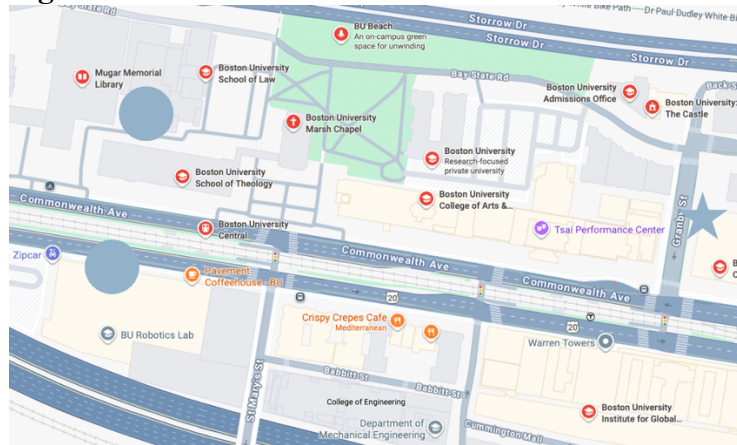 y White Bike Path
Dr Paul Dudley White Bi
Bay State Rd
BU Beach
An on-campus green
space for unwinding
Storrow Dr
Storrow Dr
Mugar Memorial
Library
Boston University
School of Law
Bay State Rd
Boston University
Admissions Office
Back S
Boston University:
The Castle
Boston University
Marsh Chapel
Boston University
Research-focused
private university
Boston University
School of Theology
Boston University
College of Arts &...
Granby St
Tsai Performance Center
Commonwealth Ave
Boston University
Central
Commonwealth Ave
Zipcar
Pavement
Coffeehouse - BU
Commonwealth Ave
20
Crispy Crepes Cafe
Mediterranean
20
BU Robotics Lab
Warren Towers
St Mary's St
Babbitt St
Babbitt St
College of Engineering
Department of
Mechanical Engineering
Cummington Mall
Boston University
Institute for Global...